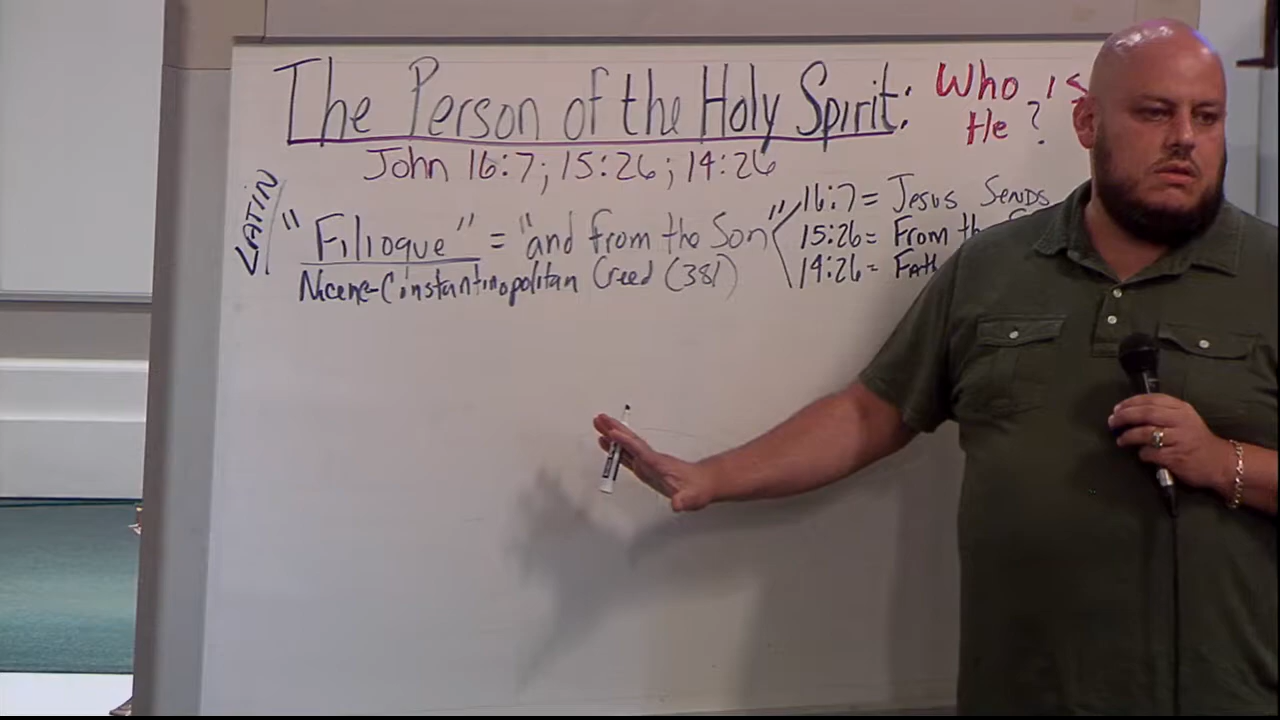 The Person of the Holy Spirit: Who is He?
John 16:7; 15:26; 14:26
LATIN "Filioque" = "and from the Son"
Nicene-Constantinopolitan Creed (381)
16:7 = Jesus Sends
15:26 = From the
14:26 =